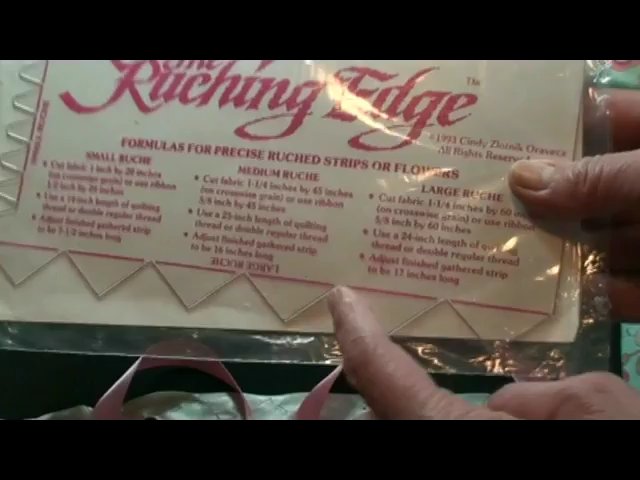 The
Ruching Edge™
©1993 Cindy Zlotnik Oravecz
All Rights Reserved
FORMULAS FOR PRECISE RUCHED STRIPS OR FLOWERS
SMALL RUCHE
• Cut fabric 1 inch by 20 inches
(on crosswise grain) or use ribbon
1/2 inch by 20 inches
length of quilting
thread or double regular thread
• Adjust finished gathered strip
to be 7-1/2 inches long
MEDIUM RUCHE
• Cut fabric 1-1/4 inches by 45 inches
(on crosswise grain) or use ribbon
5/8 inch by 45 inches
• Use a 25-inch length of quilting
thread or double regular thread
• Adjust finished gathered strip
to be 16 inches long
LARGE RUCHE
• Cut fabric 1-1/4 inches by 60
(on crosswise grain) or use ribbon
5/8 inch by 60 inches
• Use a 24-inch length of
thread or double regular thread
• Adjust finished gathered strip
to be 17 inches long
LARGE RUCHE
SMALL RUCHE